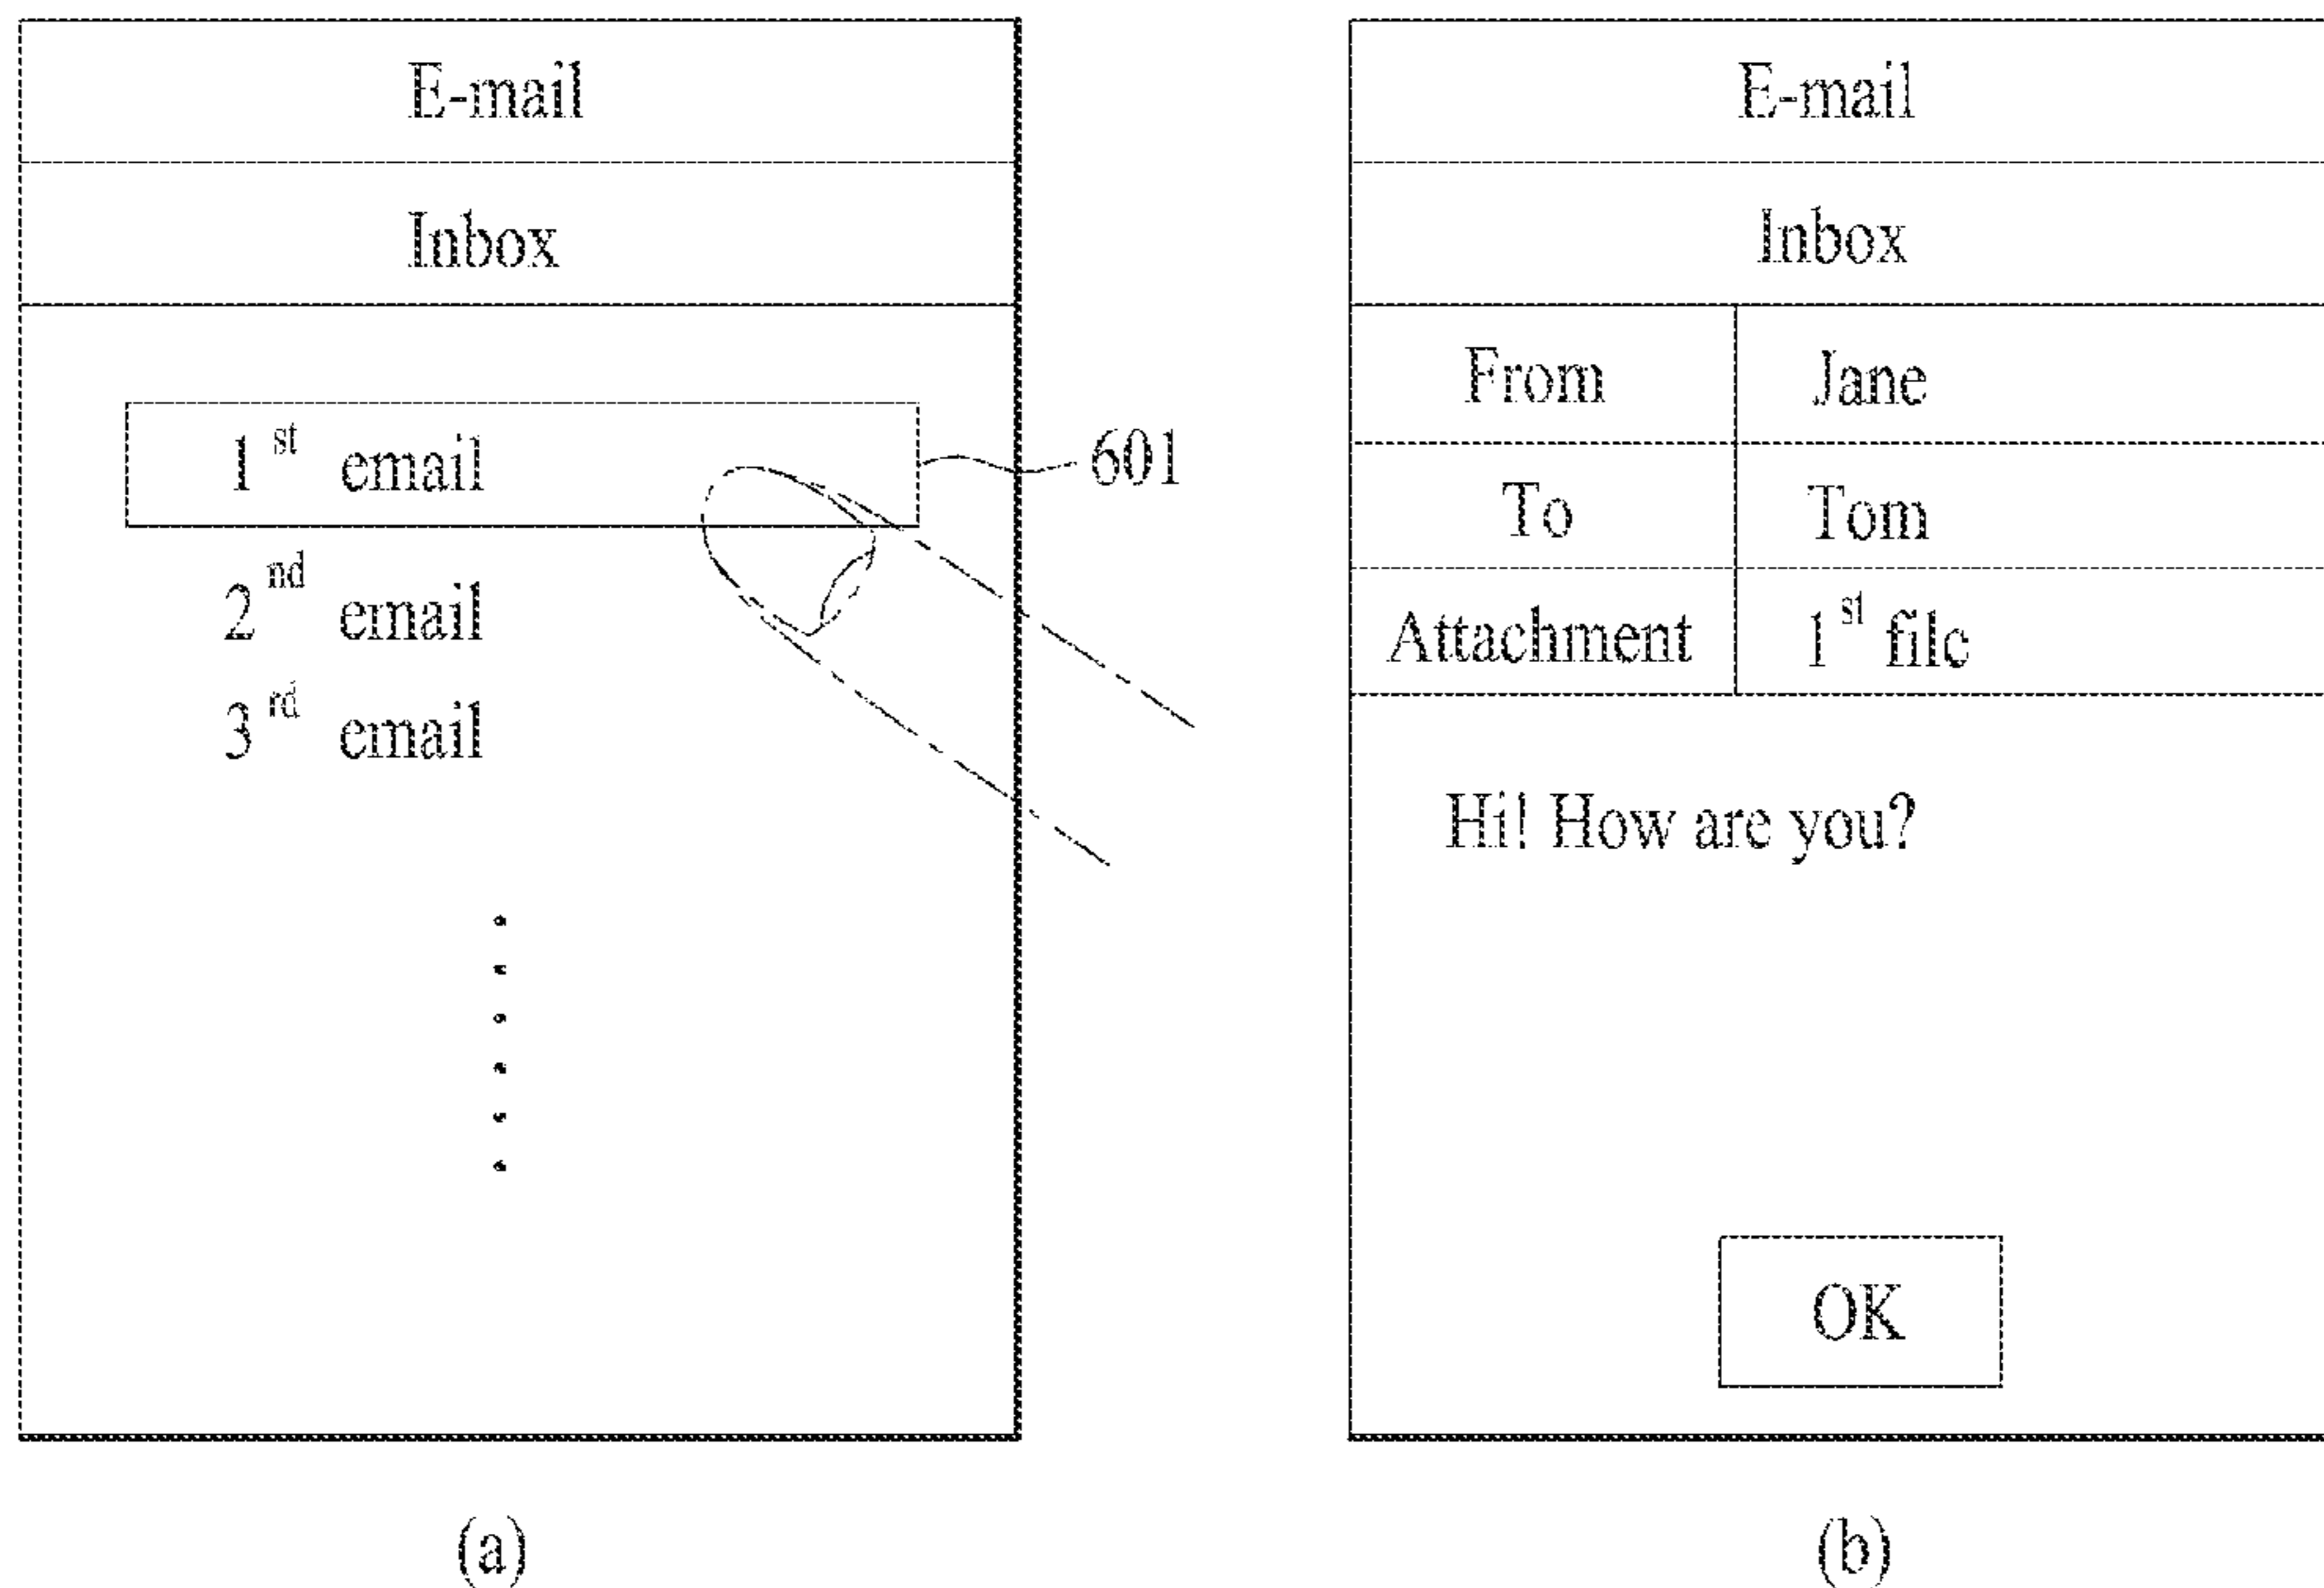 E-mail
Inbox
1st email
601
2nd email
3rd email
(a)
E-mail
Inbox
From Jane
To Tom
Attachment 1st file
Hi! How are you?
OK
(b)